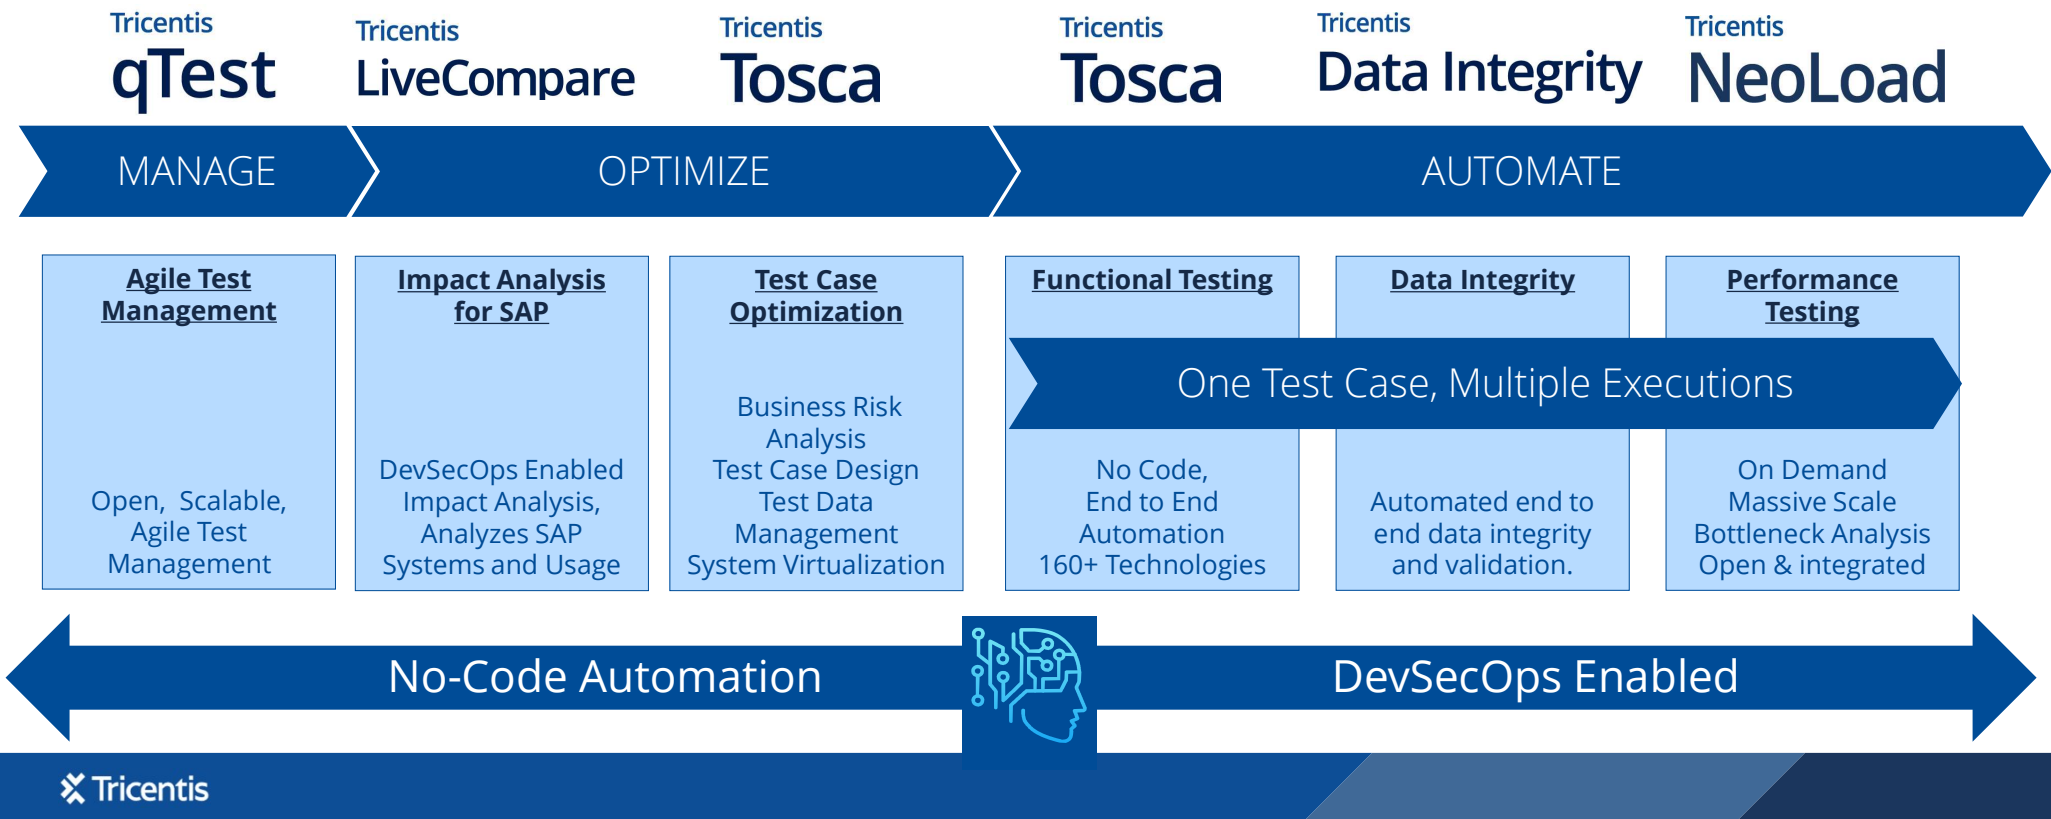 Tricentis
qTest
Tricentis
LiveCompare
Tricentis
Tosca
Tricentis
Tosca
Tricentis
Data Integrity
Tricentis
NeoLoad
MANAGE
OPTIMIZE
AUTOMATE
Agile Test
Management
Open, Scalable,
Agile Test
Management
Impact Analysis
for SAP
DevSecOps Enabled
Impact Analysis,
Analyzes SAP
Systems and Usage
Test Case
Optimization
Business Risk
Analysis
Test Case Design
Test Data
Management
System Virtualization
Functional Testing
Data Integrity
Performance
Testing
One Test Case, Multiple Executions
No Code,
End to End
Automation
160+ Technologies
Automated end to
end data integrity
and validation.
On Demand
Massive Scale
Bottleneck Analysis
Open & integrated
No-Code Automation
DevSecOps Enabled
Tricentis